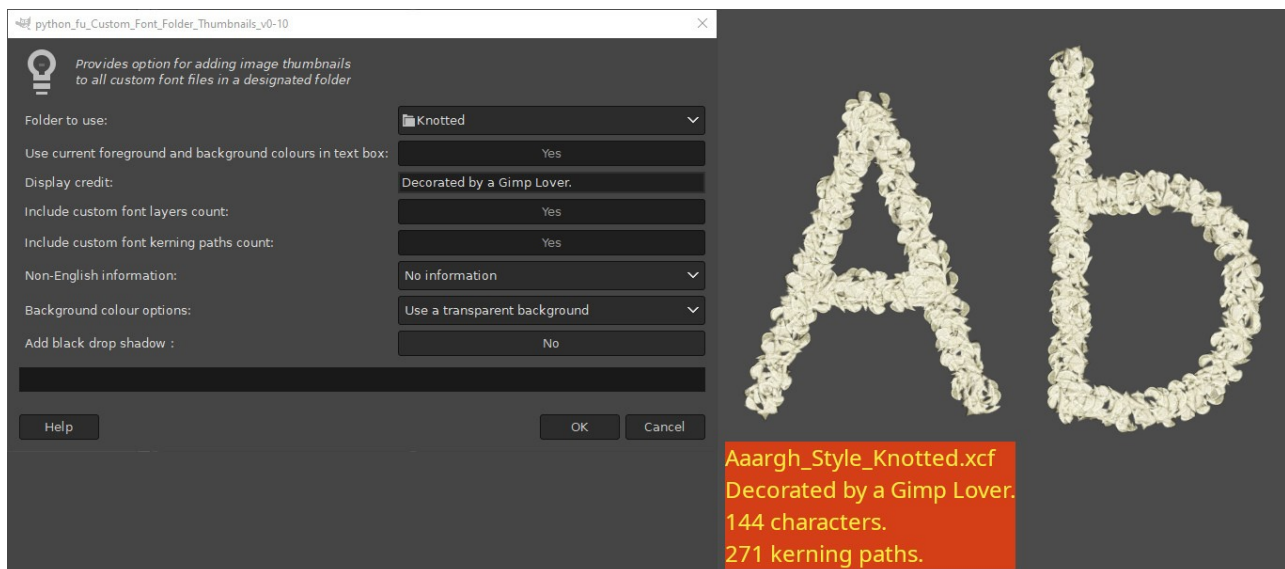 python_fu_Custom_Font_Folder_Thumbnails_v0-10
Provides option for adding image thumbnails
to all custom font files in a designated folder
Folder to use:
Knotted
Use current foreground and background colours in text box:
Yes
Display credit:
Decorated by a Gimp Lover.
Include custom font layers count:
Yes
Include custom font kerning paths count:
Yes
Non-English information:
No information
Background colour options:
Use a transparent background
Add black drop shadow :
No
Help
OK
Cancel
Ab
Aaargh_Style_Knotted.xcf
Decorated by a Gimp Lover.
144 characters.
271 kerning paths.